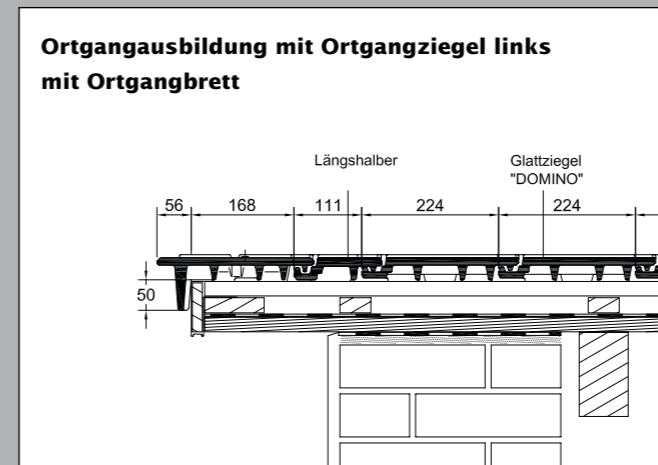 Ortgangausbildung mit Ortgangziegel links
mit Ortgangbrett
Längshalber
Glattziegel
"DOMINO"
56 168 111 224 224
50